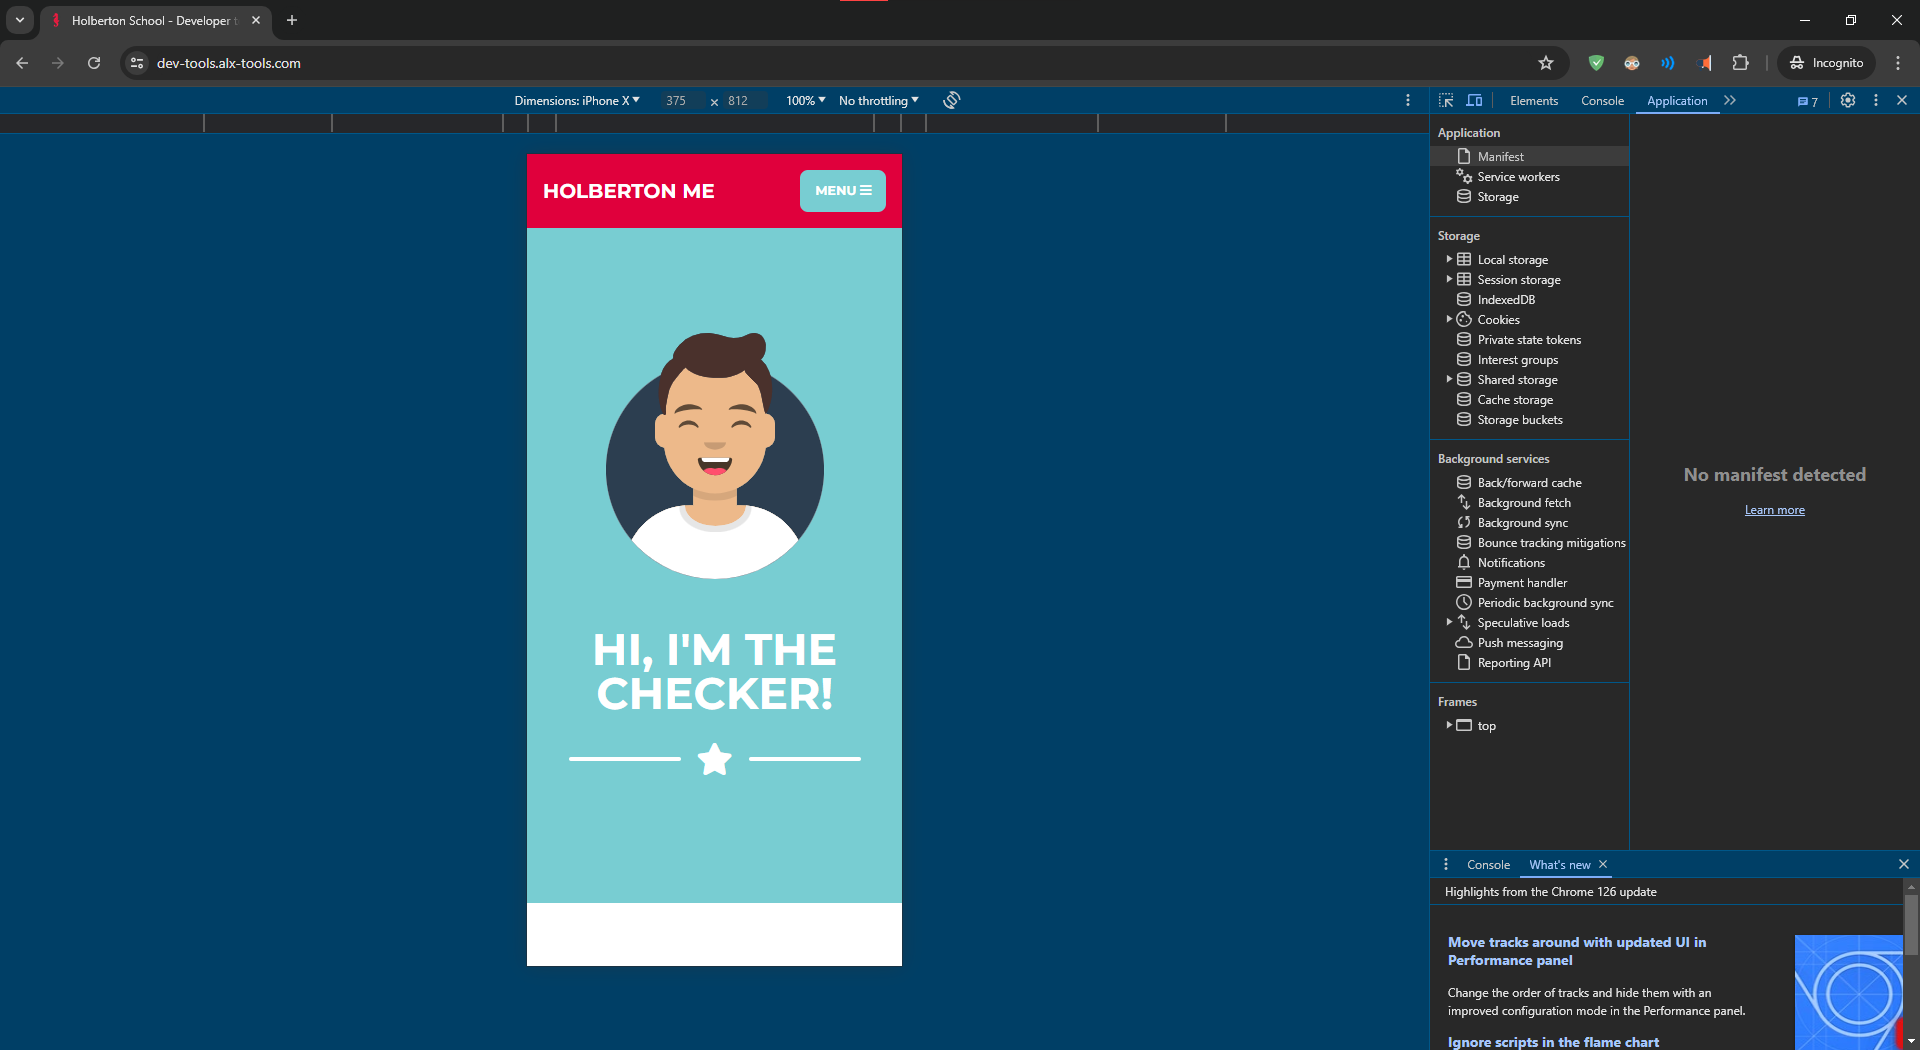 Holberton School - Developer t
dev-tools.alx-tools.com
Incognito
Dimensions: iPhone X 375 × 812 100% No throttling
Elements Console Application 7
HOLBERTON ME
MENU
HI, I'M THE
CHECKER!
Application
Manifest
Service workers
Storage
Storage
Local storage
Session storage
IndexedDB
Cookies
Private state tokens
Interest groups
Shared storage
Cache storage
Storage buckets
Background services
Back/forward cache
Background fetch
Background sync
Bounce tracking mitigations
Notifications
Payment handler
Periodic background sync
Speculative loads
Push messaging
Reporting API
Frames
top
No manifest detected
Learn more
Console What's new
Highlights from the Chrome 126 update
Move tracks around with updated UI in
Performance panel
Change the order of tracks and hide them with an
improved configuration mode in the Performance panel.
Ignore scripts in the flame chart